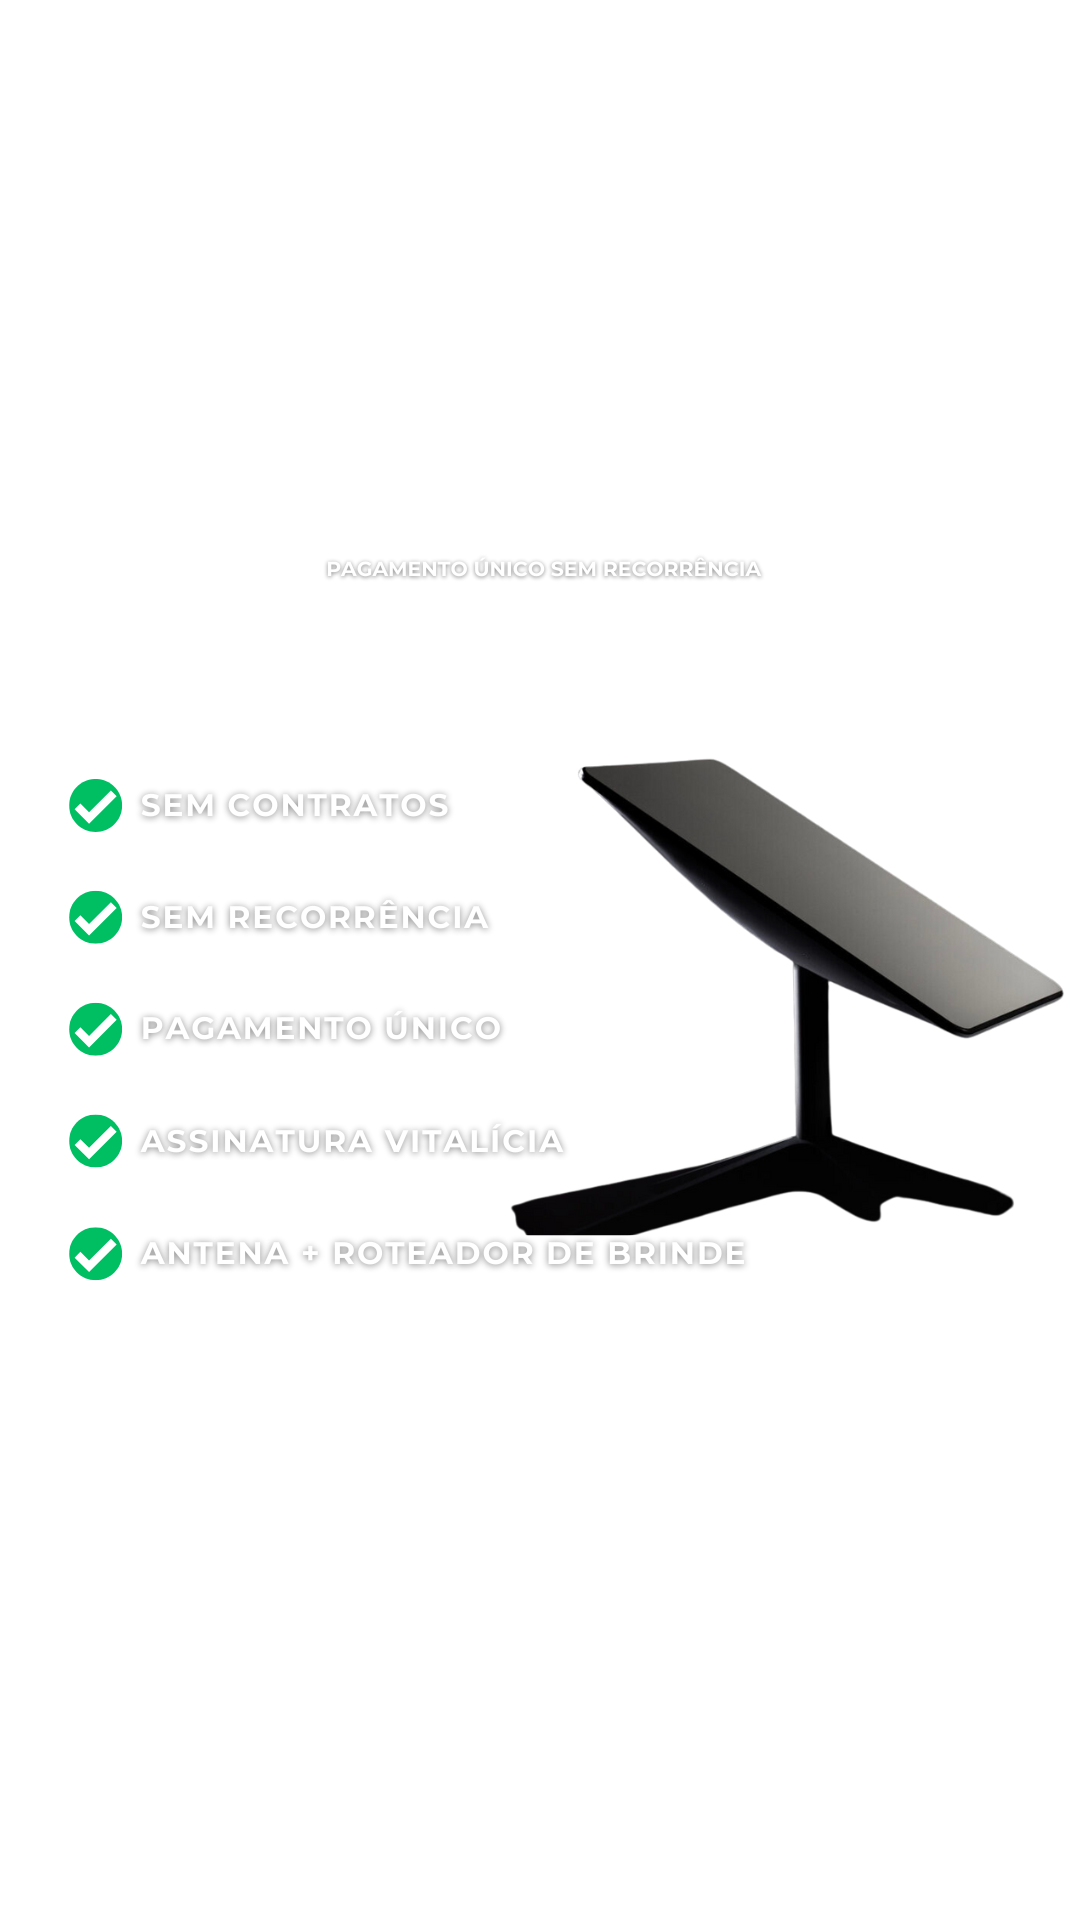 PAGAMENTO ÚNICO SEM RECORRÊNCIA
SEM CONTRATOS
SEM RECORRÊNCIA
PAGAMENTO ÚNICO
ASSINATURA VITALÍCIA
ANTENA + ROTEADOR DE BRINDE